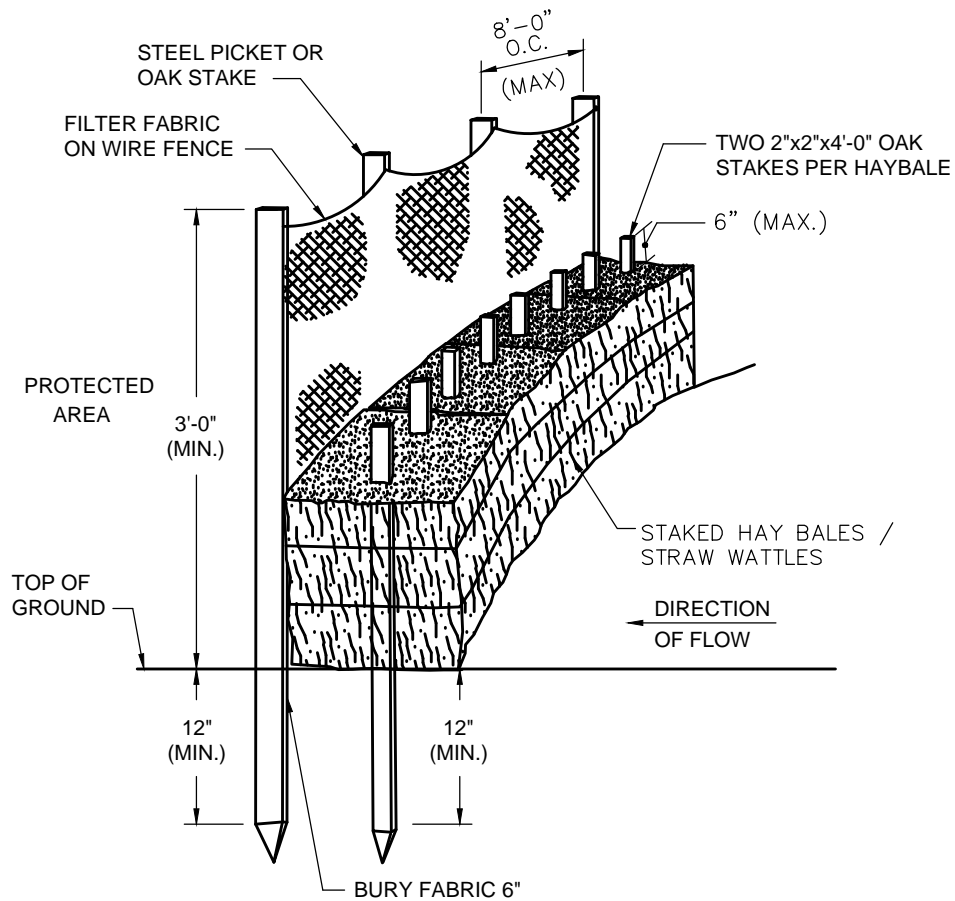 8'-0"
O.C.
(MAX)
STEEL PICKET OR
OAK STAKE
FILTER FABRIC
ON WIRE FENCE
TWO 2"x2"x4'-0" OAK
STAKES PER HAYBALE
6" (MAX.)
PROTECTED
AREA
3'-0"
(MIN.)
STAKED HAY BALES /
STRAW WATTLES
TOP OF
GROUND
DIRECTION
OF FLOW
12"
(MIN.)
12"
(MIN.)
BURY FABRIC 6"